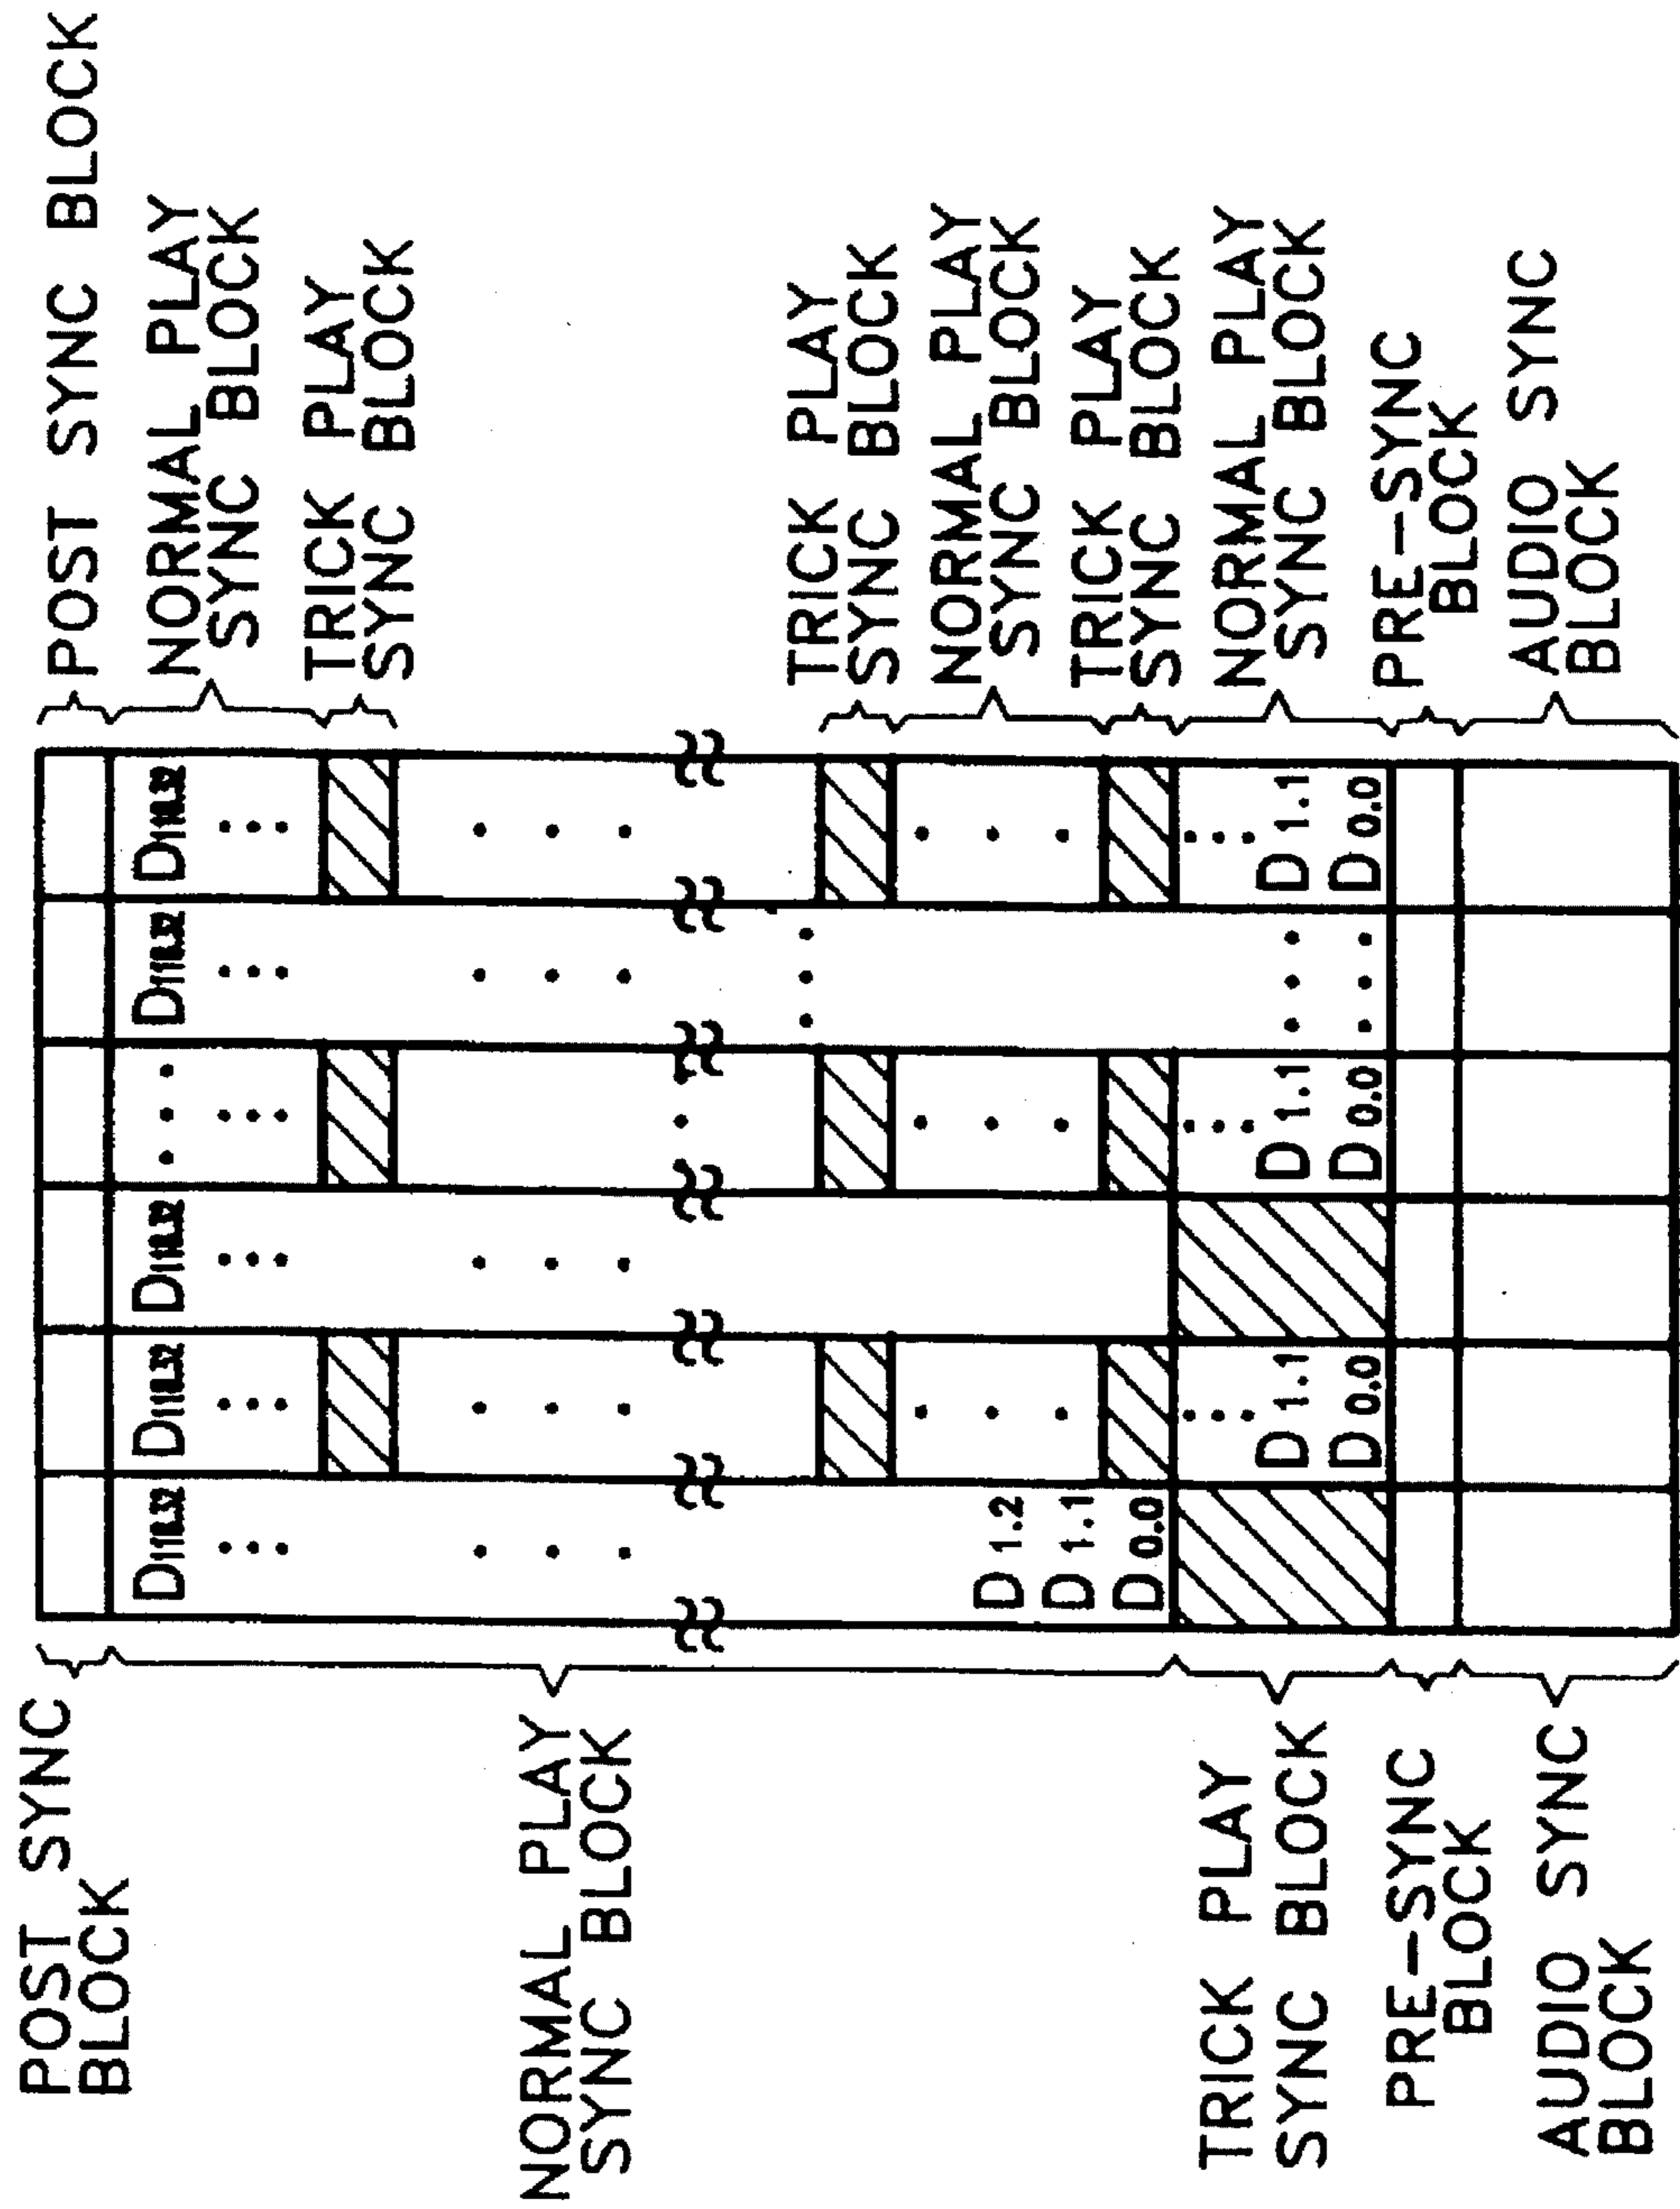 POST SYNC
BLOCK
NORMAL PLAY
SYNC BLOCK
TRICK PLAY
SYNC BLOCK
PRE-SYNC
BLOCK
AUDIO SYNC
BLOCK
D 1.2
D 1.1
D 0.0
D 1.1
D 0.0
D 1.1
D 0.0
D 1.1
D 0.0
POST SYNC BLOCK
NORMAL PLAY
SYNC BLOCK
TRICK PLAY
SYNC BLOCK
TRICK PLAY
SYNC BLOCK
NORMAL PLAY
SYNC BLOCK
TRICK PLAY
SYNC BLOCK
NORMAL PLAY
SYNC BLOCK
PRE-SYNC
BLOCK
AUDIO SYNC
BLOCK